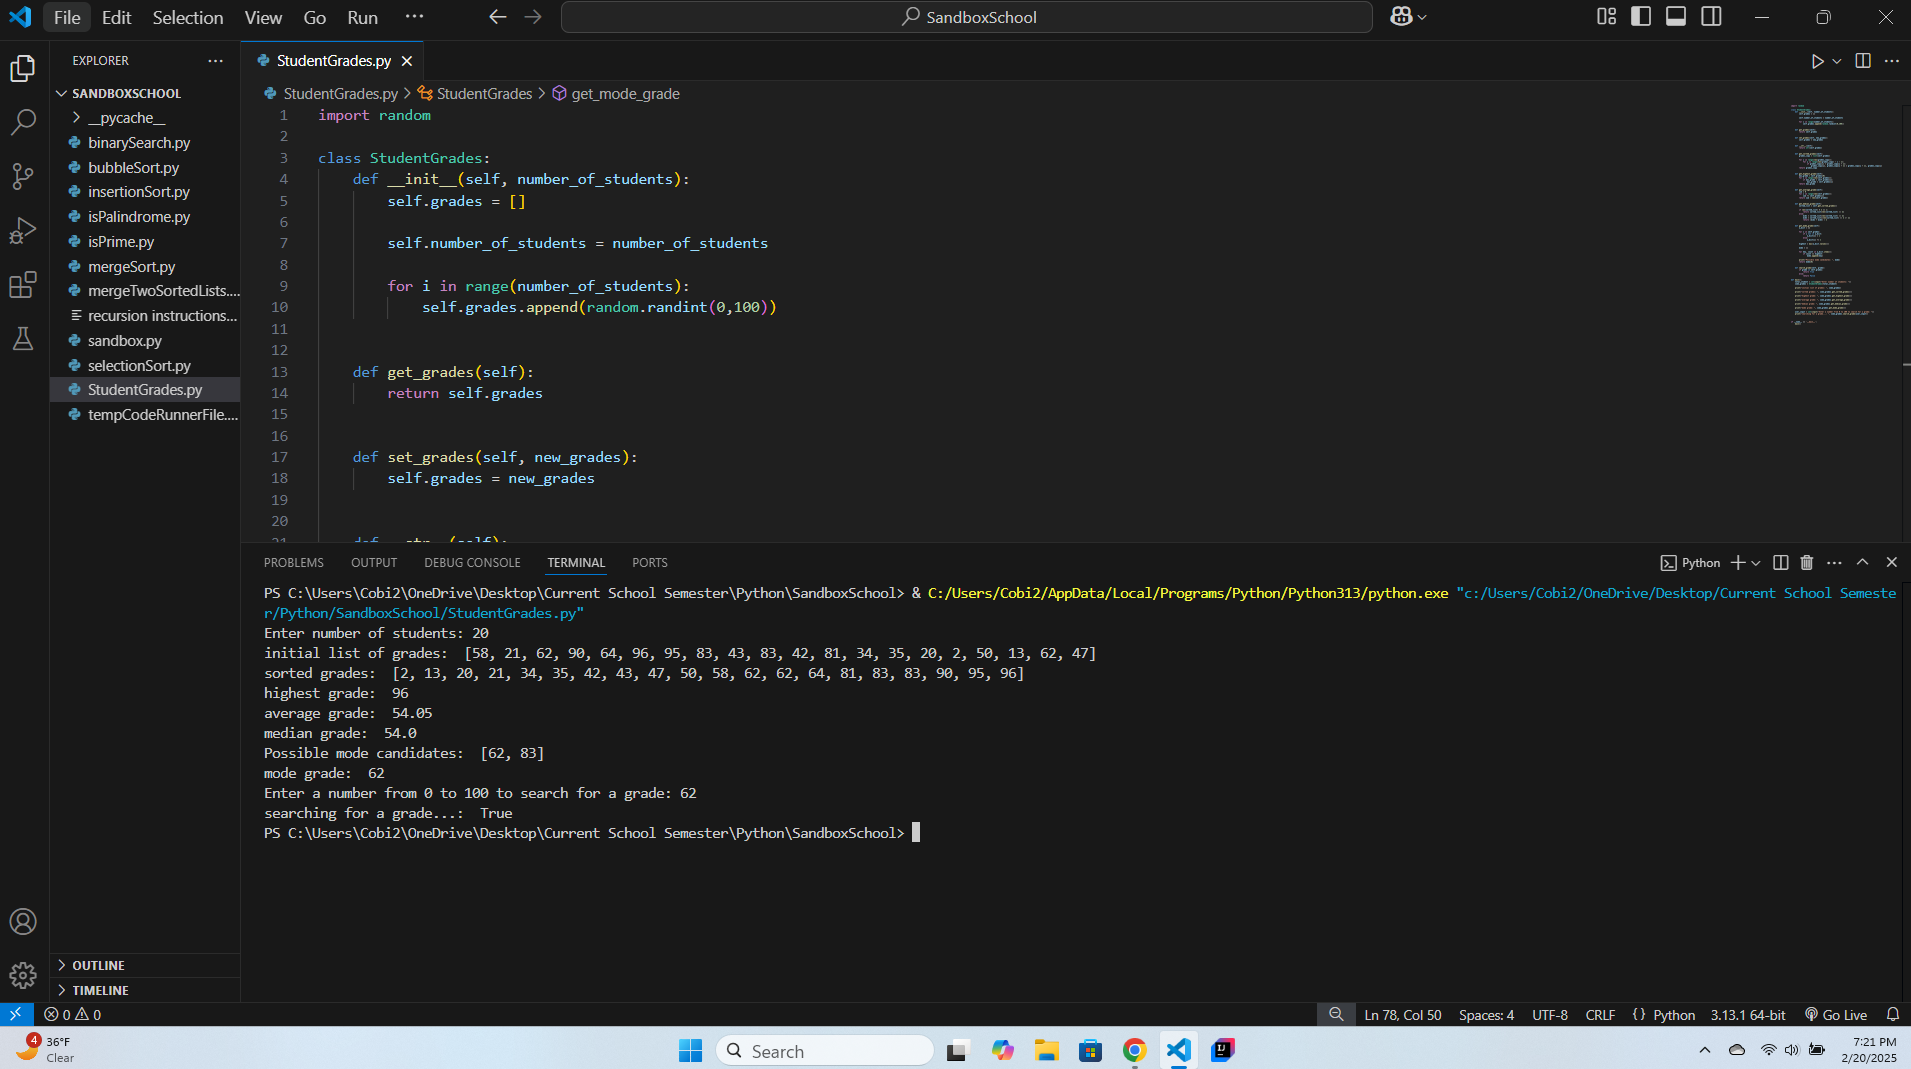 File Edit Selection View Go Run ···
SandboxSchool
EXPLORER
SANDBOXSCHOOL
__pycache__
binarySearch.py
bubbleSort.py
insertionSort.py
isPalindrome.py
isPrime.py
mergeSort.py
mergeTwoSortedLists....
recursion instructions...
sandbox.py
selectionSort.py
StudentGrades.py
tempCodeRunnerFile....
OUTLINE
TIMELINE
StudentGrades.py
StudentGrades.py > StudentGrades > get_mode_grade
1 import random
2
3 class StudentGrades:
4 def __init__(self, number_of_students):
5 self.grades = []
6
7 self.number_of_students = number_of_students
8
9 for i in range(number_of_students):
10 self.grades.append(random.randint(0,100))
11
12
13 def get_grades(self):
14 return self.grades
15
16
17 def set_grades(self, new_grades):
18 self.grades = new_grades
19
20
21 def __str__(self):
PROBLEMS OUTPUT DEBUG CONSOLE TERMINAL PORTS
Python
PS C:\Users\Cobi2\OneDrive\Desktop\Current School Semester\Python\SandboxSchool> & C:/Users/Cobi2/AppData/Local/Programs/Python/Python313/python.exe "c:/Users/Cobi2/OneDrive/Desktop/Current School Semeste
r/Python/SandboxSchool/StudentGrades.py"
Enter number of students: 20
initial list of grades:  [58, 21, 62, 90, 64, 96, 95, 83, 43, 83, 42, 81, 34, 35, 20, 2, 50, 13, 62, 47]
sorted grades:  [2, 13, 20, 21, 34, 35, 42, 43, 47, 50, 58, 62, 62, 64, 81, 83, 83, 90, 95, 96]
highest grade:  96
average grade:  54.05
median grade:  54.0
Possible mode candidates:  [62, 83]
mode grade:  62
Enter a number from 0 to 100 to search for a grade: 62
searching for a grade...:  True
PS C:\Users\Cobi2\OneDrive\Desktop\Current School Semester\Python\SandboxSchool>
0 0
Ln 78, Col 50 Spaces: 4 UTF-8 CRLF {} Python 3.13.1 64-bit Go Live
4
36°F
Clear
Search
7:21 PM
2/20/2025